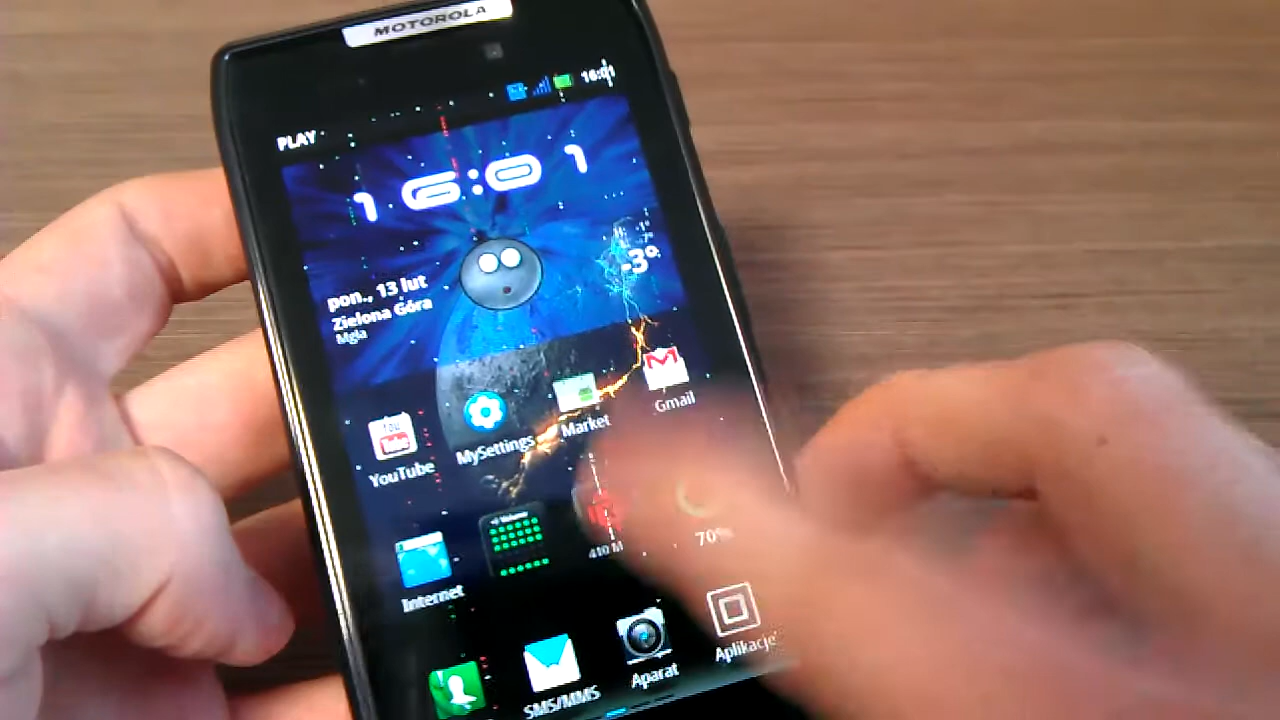 MOTOROLA
PLAY
16:01
16:01
-3°
pon., 13 lut
Zielona Góra
Mgła
YouTube
MySettings
Market
Gmail
Internet
70%
SMS/MMS
Aparat
Aplikacje